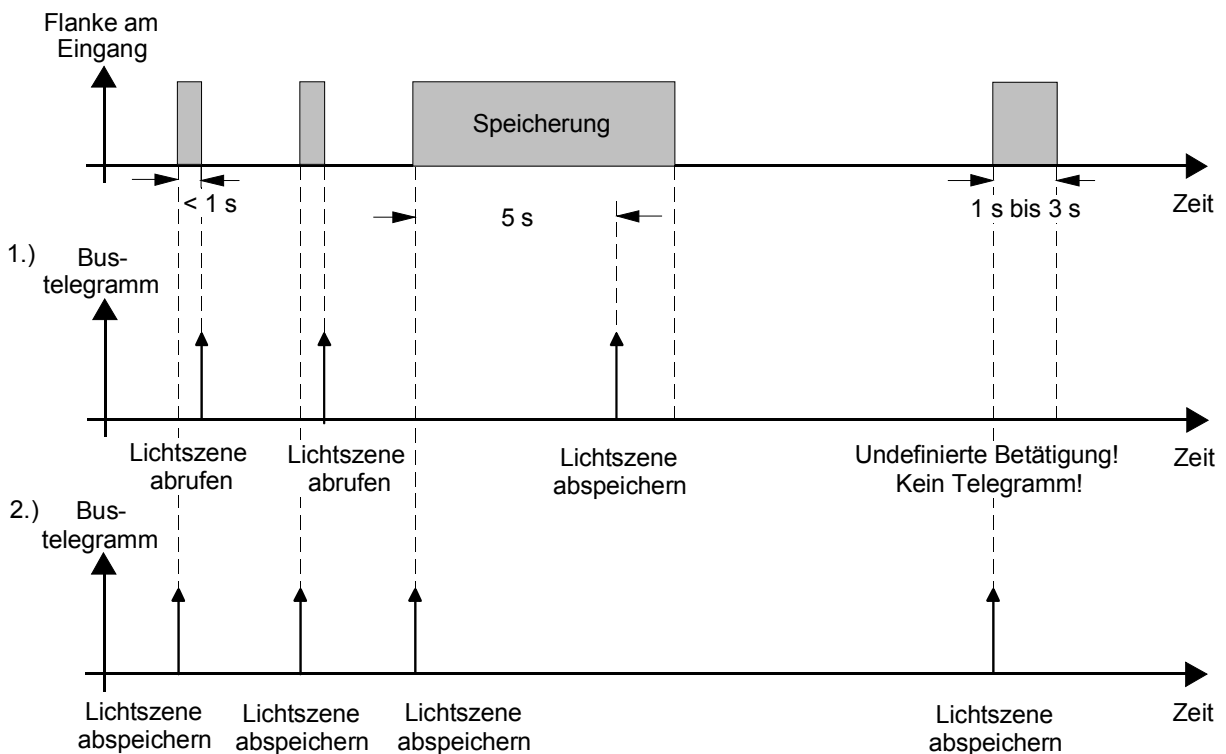 Flanke am
Eingang
Speicherung
< 1 s
5 s
1 s bis 3 s
Zeit
1.)
Bus-
telegramm
Lichtszene
abrufen
Lichtszene
abrufen
Lichtszene
abspeichern
Undefinierte Betätigung!
Kein Telegramm!
Zeit
2.)
Bus-
telegramm
Lichtszene
abspeichern
Lichtszene
abspeichern
Lichtszene
abspeichern
Lichtszene
abspeichern
Zeit